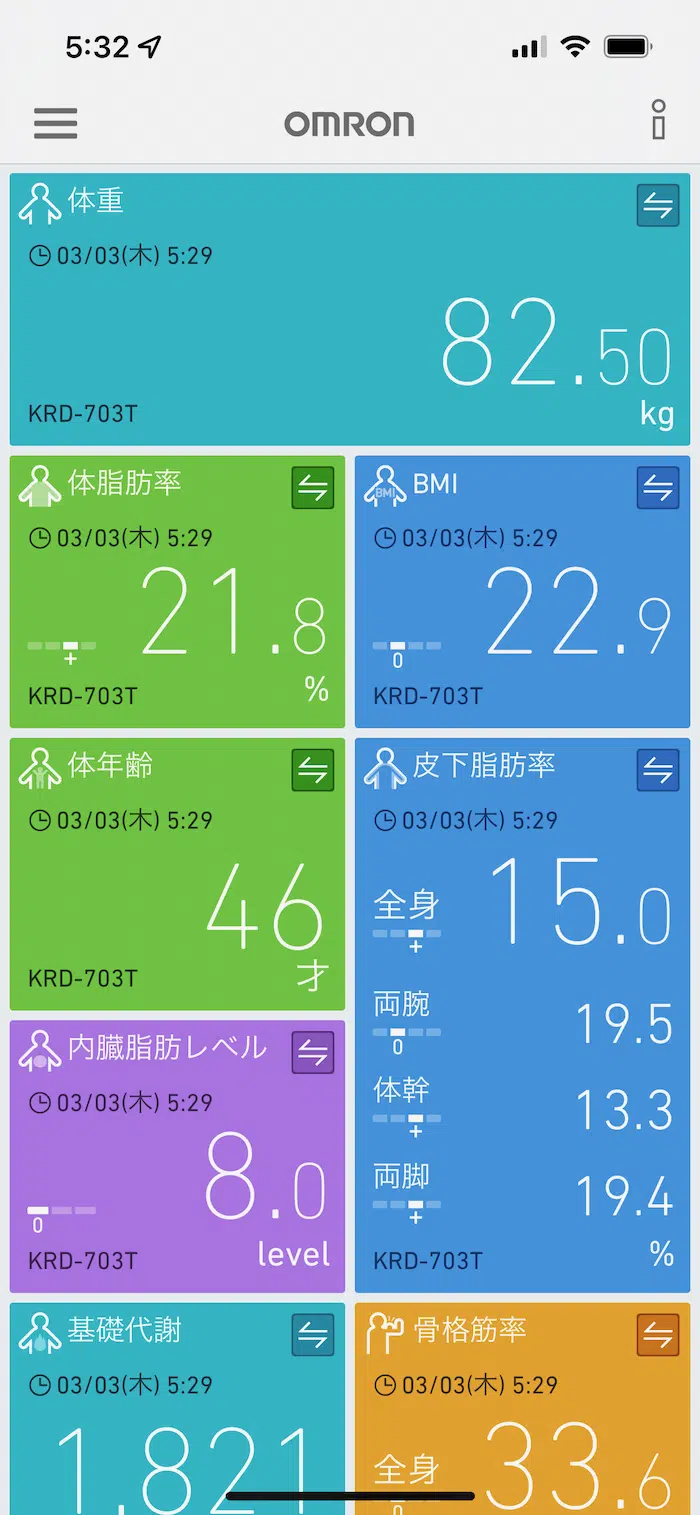 5:32
OMRON
体重
03/03(木) 5:29
82.50
kg
KRD-703T
体脂肪率
03/03(木) 5:29
21.8
+
%
KRD-703T
BMI
BMI
03/03(木) 5:29
22.9
0
KRD-703T
体年齢
03/03(木) 5:29
46
才
KRD-703T
皮下脂肪率
03/03(木) 5:29
全身 15.0
+
両腕 19.5
0
体幹 13.3
+
両脚 19.4
+
%
KRD-703T
内臓脂肪レベル
03/03(木) 5:29
8.0
0
level
KRD-703T
基礎代謝
03/03(木) 5:29
1,821
骨格筋率
03/03(木) 5:29
全身 33.6
0